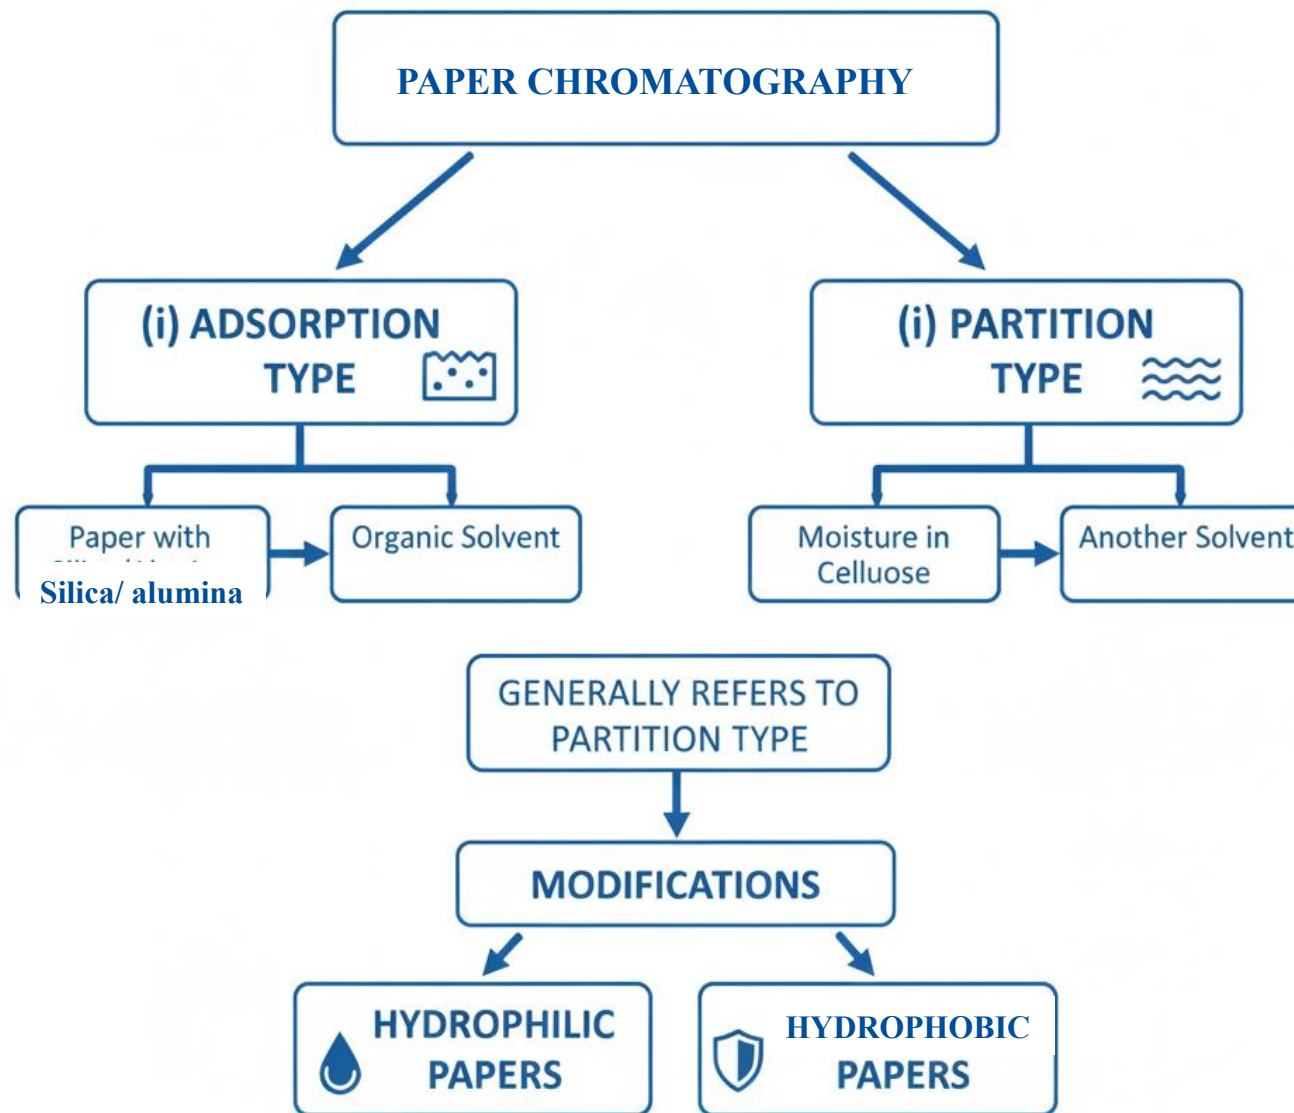 PAPER CHROMATOGRAPHY
(i) ADSORPTION
TYPE
(i) PARTITION
TYPE
Paper with
Silica/ alumina
Organic Solvent
Moisture in
Celluose
Another Solvent
GENERALLY REFERS TO
PARTITION TYPE
MODIFICATIONS
HYDROPHILIC
PAPERS
HYDROPHOBIC
PAPERS